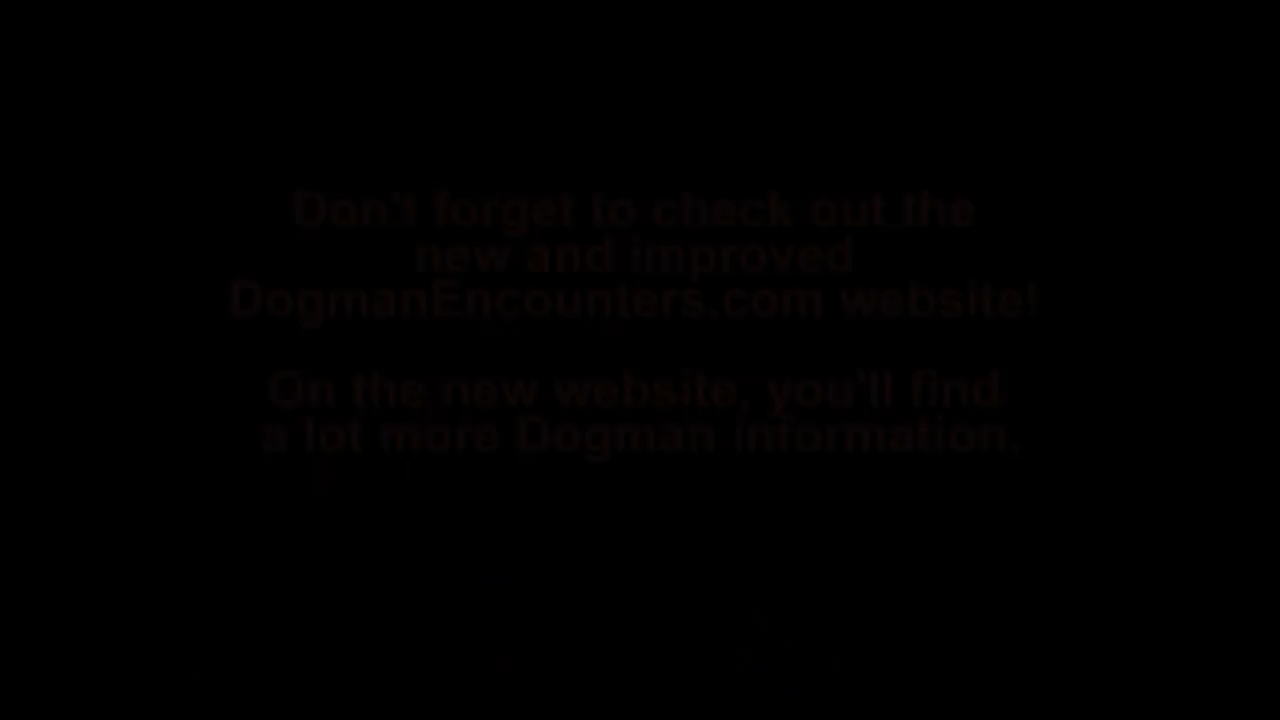 Don't forget to check out the
new and improved
DogmanEncounters.com website!
On the new website, you'll find
a lot more Dogman information.